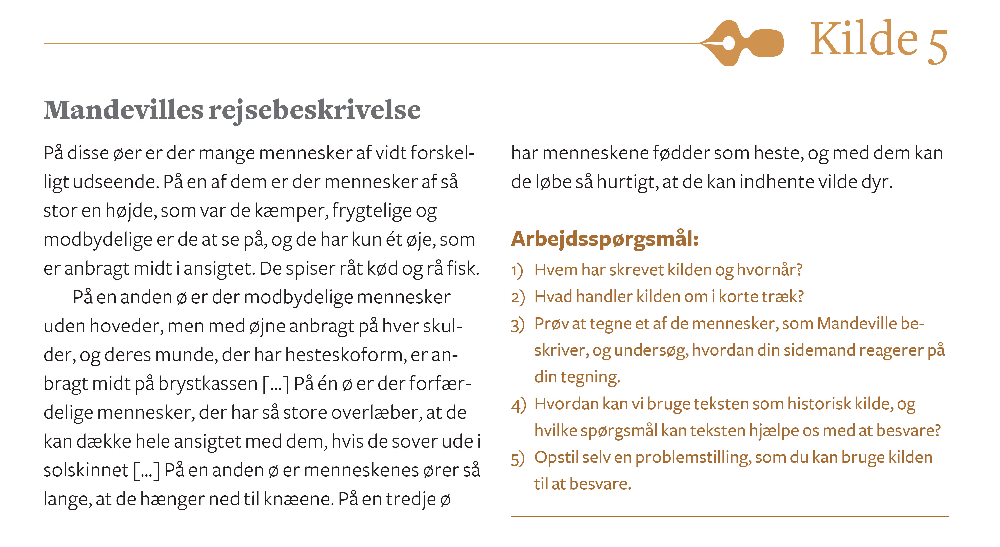 Kilde 5
Mandevilles rejsebeskrivelse
På disse øer er der mange mennesker af vidt forskel-
ligt udseende. På en af dem er der mennesker af så
stor en højde, som var de kæmper, frygtelige og
modbydelige er de at se på, og de har kun ét øje, som
er anbragt midt i ansigtet. De spiser råt kød og rå fisk.
På en anden ø er der modbydelige mennesker
uden hoveder, men med øjne anbragt på hver skul-
der, og deres munde, der har hesteskoform, er an-
bragt midt på brystkassen [...] På én ø er der forfær-
delige mennesker, der har så store overlæber, at de
kan dække hele ansigtet med dem, hvis de sover ude i
solskinnet [...] På en anden ø er menneskenes ører så
lange, at de hænger ned til knæene. På en tredje ø
har menneskene fødder som heste, og med dem kan
de løbe så hurtigt, at de kan indhente vilde dyr.
Arbejdsspørgsmål:
1) Hvem har skrevet kilden og hvornår?
2) Hvad handler kilden om i korte træk?
3) Prøv at tegne et af de mennesker, som Mandeville be-
skriver, og undersøg, hvordan din sidemand reagerer på
din tegning.
4) Hvordan kan vi bruge teksten som historisk kilde, og
hvilke spørgsmål kan teksten hjælpe os med at besvare?
5) Opstil selv en problemstilling, som du kan bruge kilden
til at besvare.